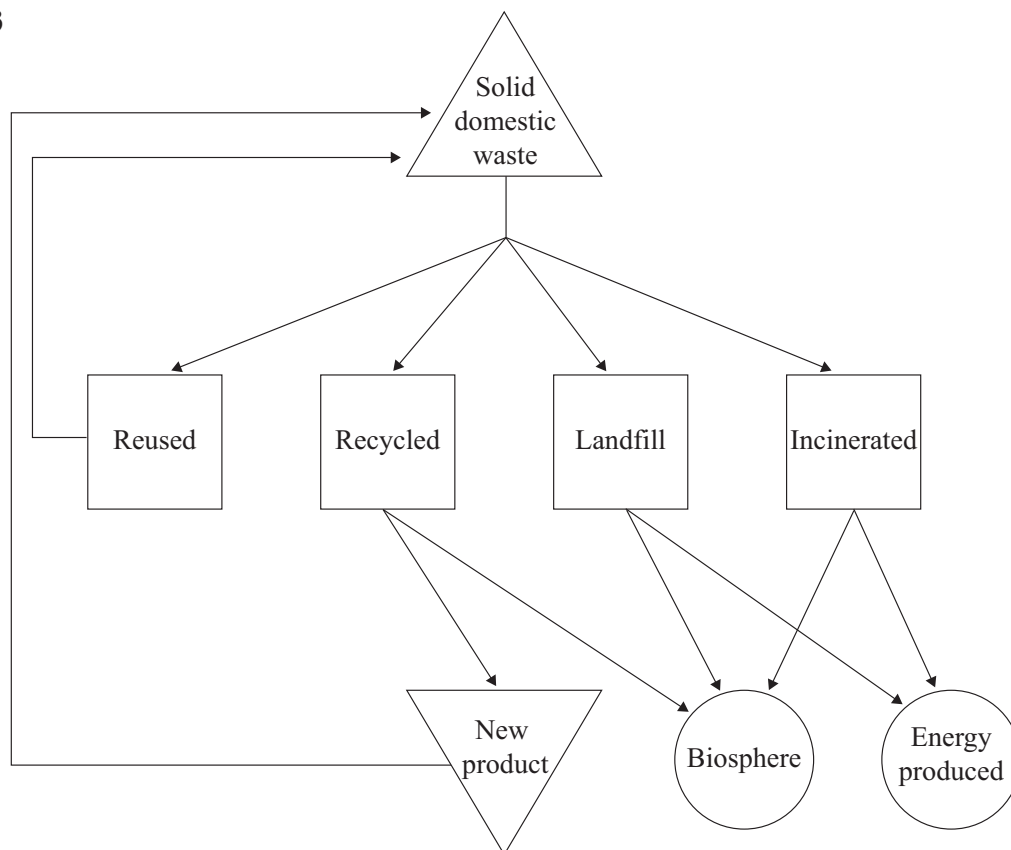 Solid
domestic
waste
Reused
Recycled
Landfill
Incinerated
New
product
Biosphere
Energy
produced